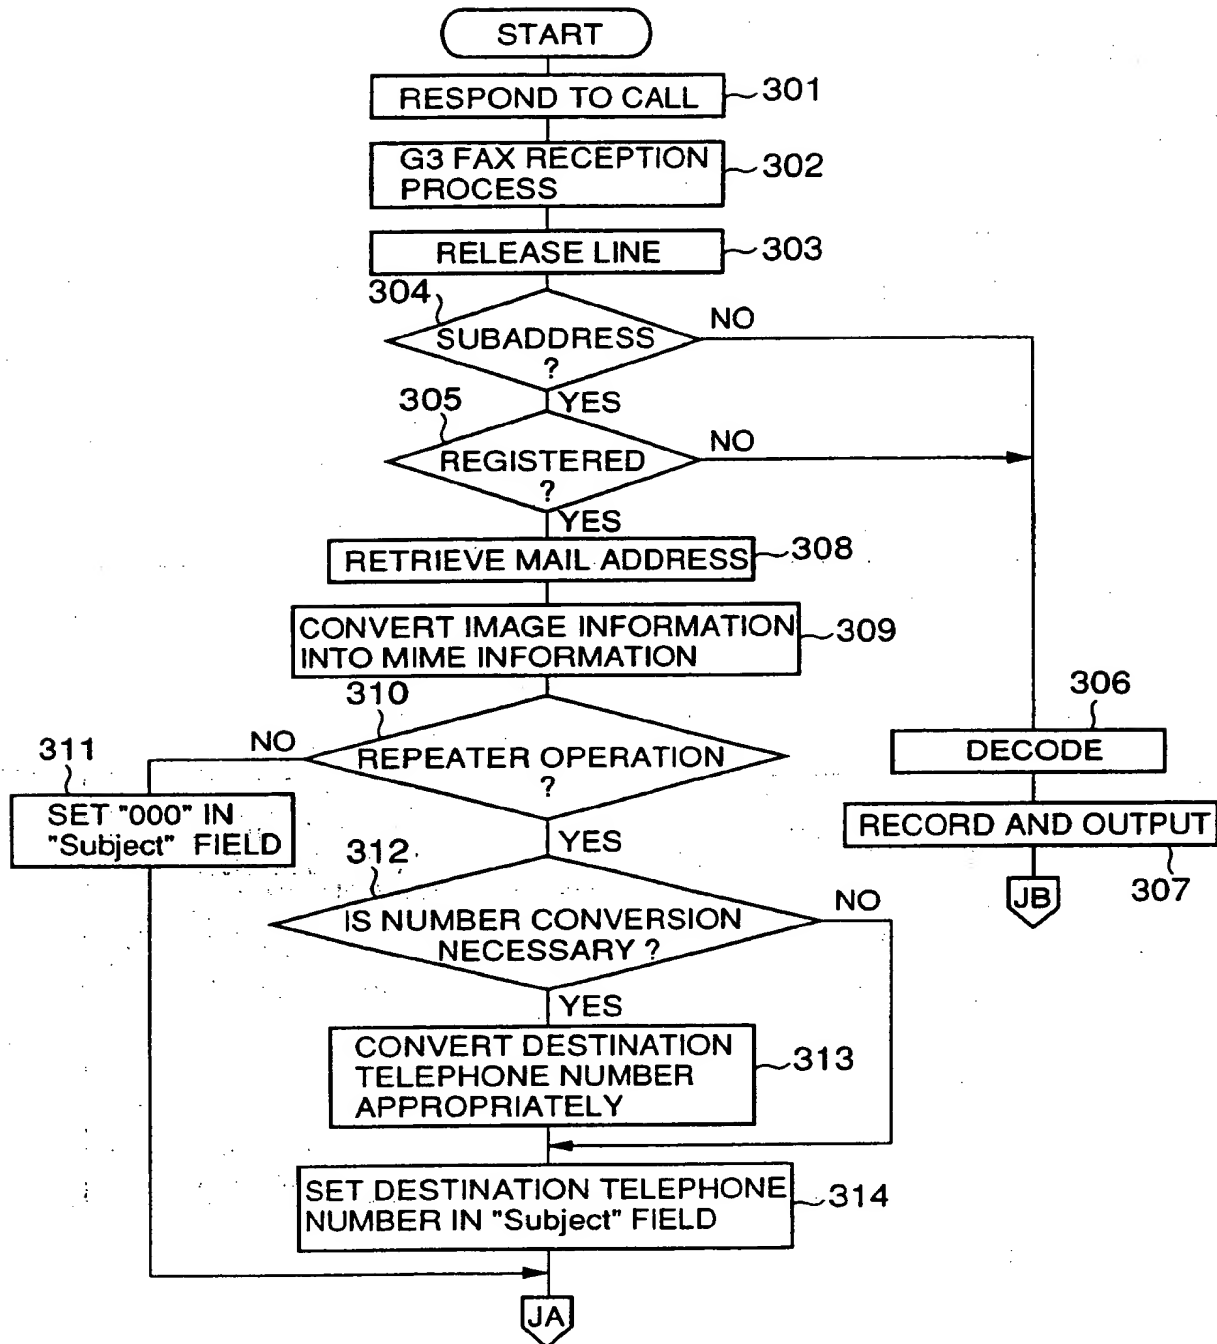 START
RESPOND TO CALL
301
G3 FAX RECEPTION
PROCESS
302
RELEASE LINE
303
304
SUBADDRESS
?
NO
YES
305
REGISTERED
?
NO
YES
RETRIEVE MAIL ADDRESS
308
CONVERT IMAGE INFORMATION
INTO MIME INFORMATION
309
310
REPEATER OPERATION
?
NO
YES
311
SET "000" IN
"Subject" FIELD
306
DECODE
RECORD AND OUTPUT
307
JB
312
IS NUMBER CONVERSION
NECESSARY ?
NO
YES
CONVERT DESTINATION
TELEPHONE NUMBER
APPROPRIATELY
313
SET DESTINATION TELEPHONE
NUMBER IN "Subject" FIELD
314
JA